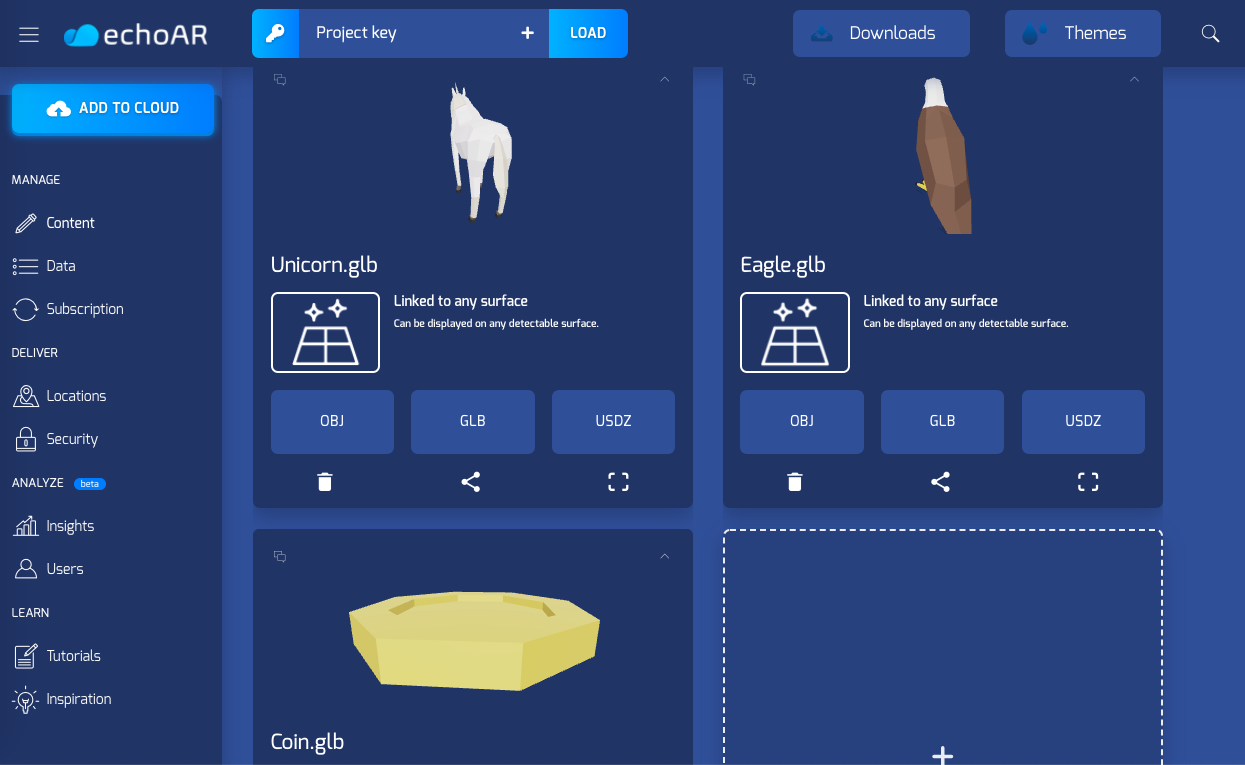 echoAR
Project key
LOAD
Downloads
Themes
ADD TO CLOUD
MANAGE
Content
Data
Subscription
DELIVER
Locations
Security
ANALYZE beta
Insights
Users
LEARN
Tutorials
Inspiration
Unicorn.glb
Linked to any surface
Can be displayed on any detectable surface.
OBJ
GLB
USDZ
Eagle.glb
Linked to any surface
Can be displayed on any detectable surface.
OBJ
GLB
USDZ
Coin.glb